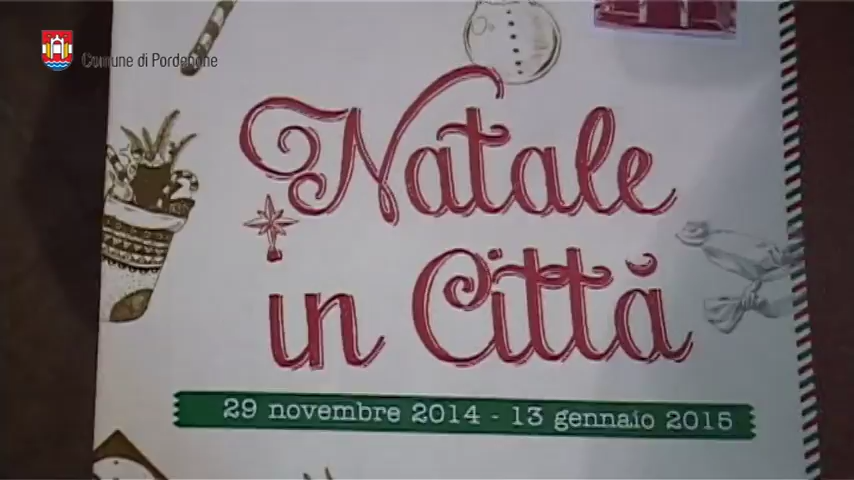 Comune di Pordenone
Natale
in Città
29 novembre 2014 - 13 gennaio 2015